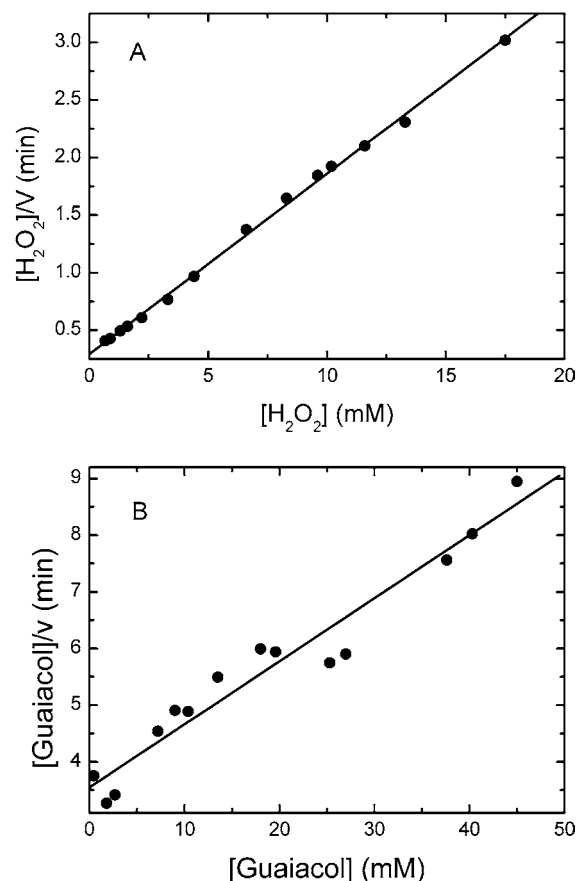 A
3.0
2.5
2.0
1.5
1.0
0.5
[H₂O₂]/V (min)
0 5 10 15 20
[H₂O₂] (mM)
B
9
8
7
6
5
4
[Guaiacol]/v (min)
0 10 20 30 40 50
[Guaiacol] (mM)